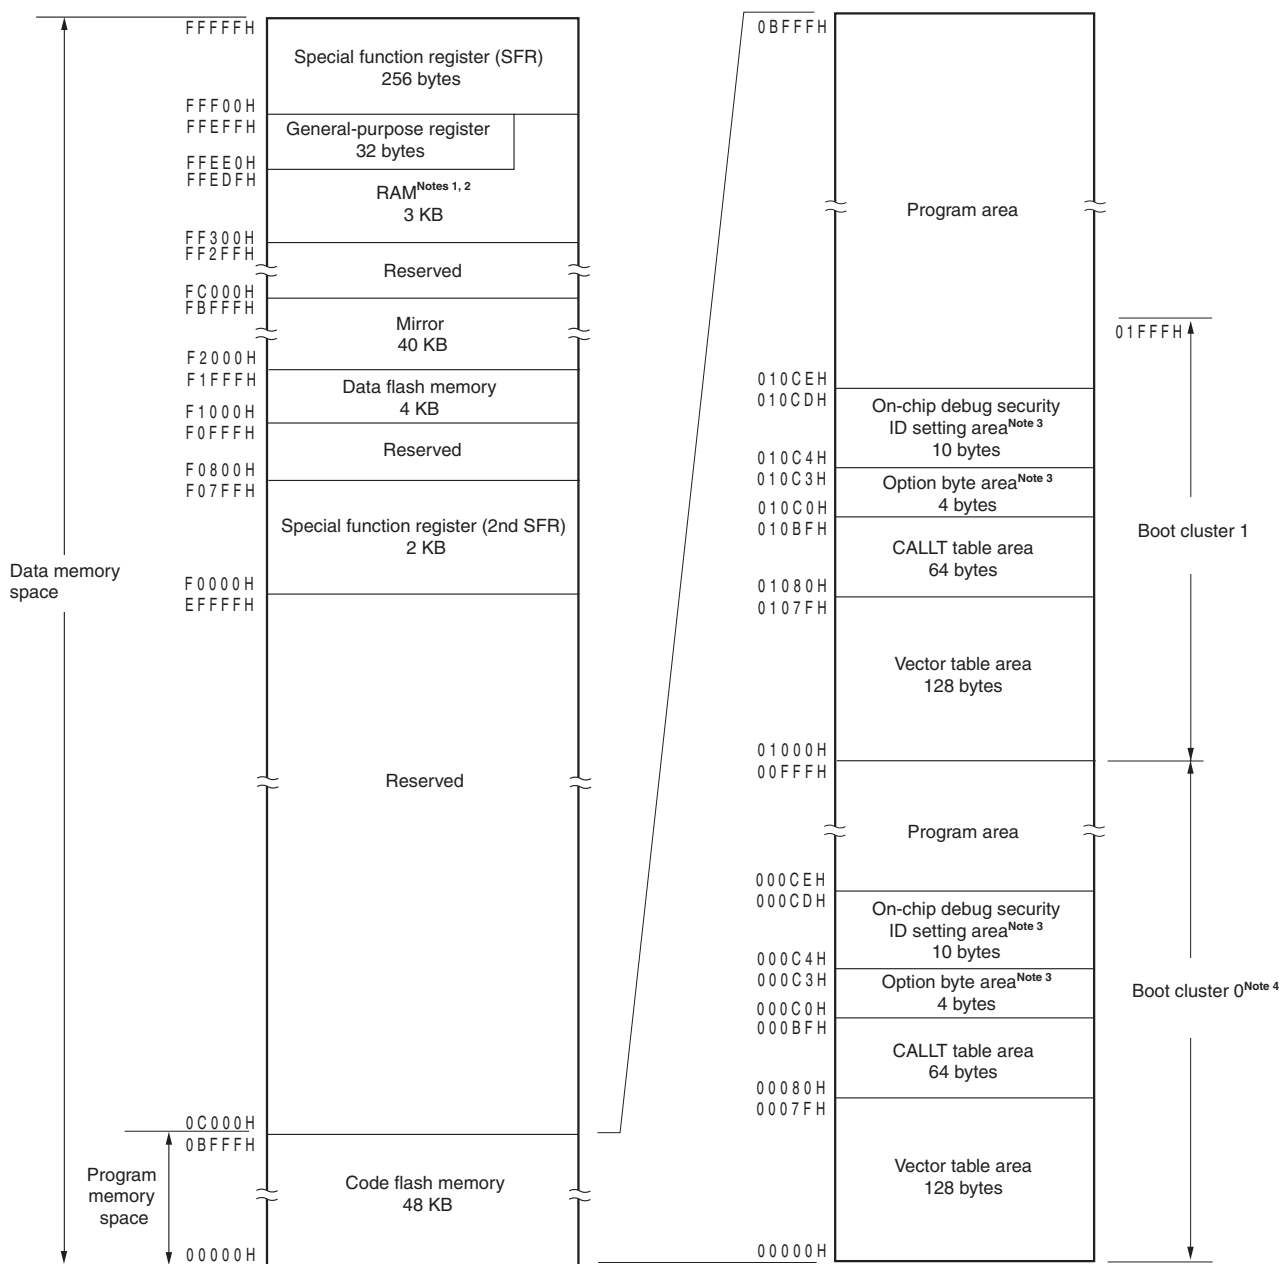 FFFFFH
Special function register (SFR)
256 bytes
FFF00H
FFEFFH
General-purpose register
32 bytes
FFEE0H
FFEDFH
RAMNotes 1, 2
3 KB
FF300H
FF2FFH
Reserved
FC000H
FBFFFH
Mirror
40 KB
F2000H
F1FFFH
Data flash memory
4 KB
F1000H
F0FFFH
Reserved
F0800H
F07FFH
Special function register (2nd SFR)
2 KB
F0000H
EFFFFH
Data memory
space
Reserved
0C000H
0BFFFH
Program
memory
space
Code flash memory
48 KB
00000H
0BFFFH
Program area
01FFFH
010CEH
010CDH
On-chip debug security
ID setting areaNote 3
10 bytes
010C4H
010C3H
Option byte areaNote 3
4 bytes
010C0H
010BFH
CALLT table area
64 bytes
Boot cluster 1
01080H
0107FH
Vector table area
128 bytes
01000H
00FFFH
Program area
000CEH
000CDH
On-chip debug security
ID setting areaNote 3
10 bytes
000C4H
000C3H
Option byte areaNote 3
4 bytes
Boot cluster 0Note 4
000C0H
000BFH
CALLT table area
64 bytes
00080H
0007FH
Vector table area
128 bytes
00000H